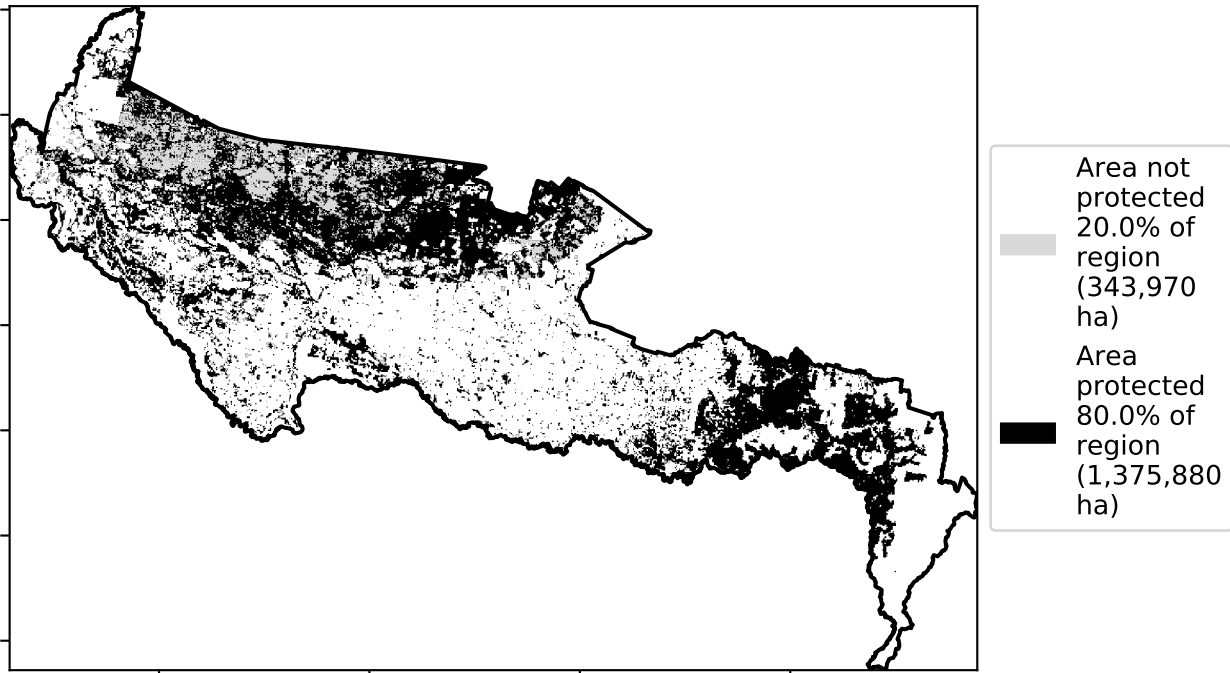 Area not
protected
20.0% of
region
(343,970
ha)
Area
protected
80.0% of
region
(1,375,880
ha)